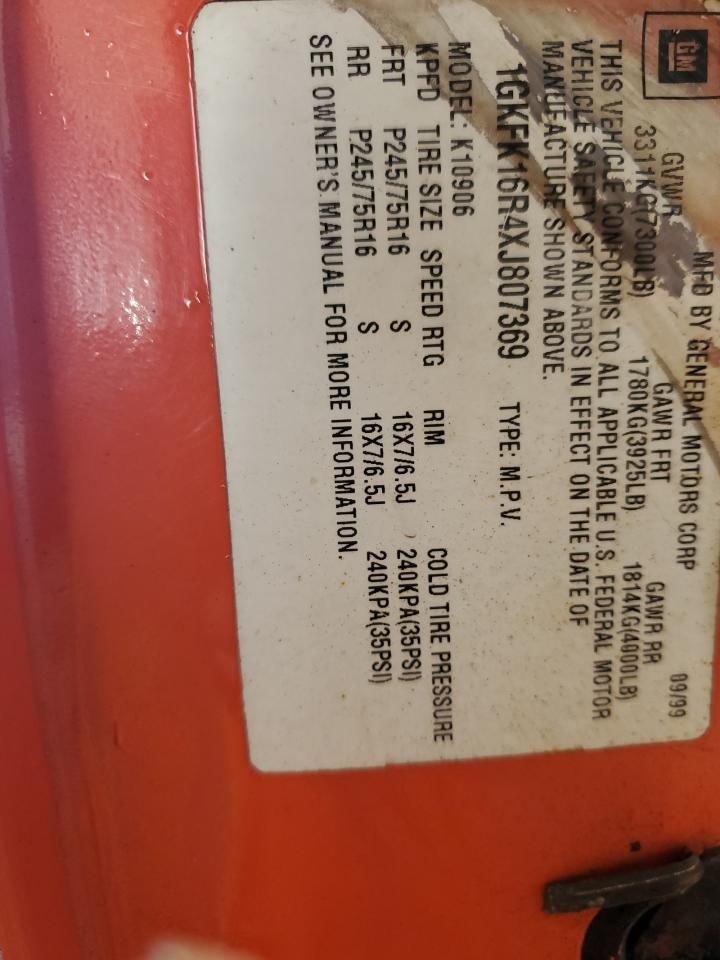 GM
MFD BY GENERAL MOTORS CORP 09/99
GVWR GAWR FRT GAWR RR
3311KG(7300LB) 1780KG(3925LB) 1814KG(4000LB)
THIS VEHICLE CONFORMS TO ALL APPLICABLE U.S. FEDERAL MOTOR
VEHICLE SAFETY STANDARDS IN EFFECT ON THE DATE OF
MANUFACTURE SHOWN ABOVE.
1GKFK16R4XJ807369 TYPE: M.P.V.
MODEL: K10906
KPFD TIRE SIZE SPEED RTG RIM COLD TIRE PRESSURE
FRT P245/75R16 S 16X7/6.5J 240KPA(35PSI)
RR P245/75R16 S 16X7/6.5J 240KPA(35PSI)
SEE OWNER'S MANUAL FOR MORE INFORMATION.